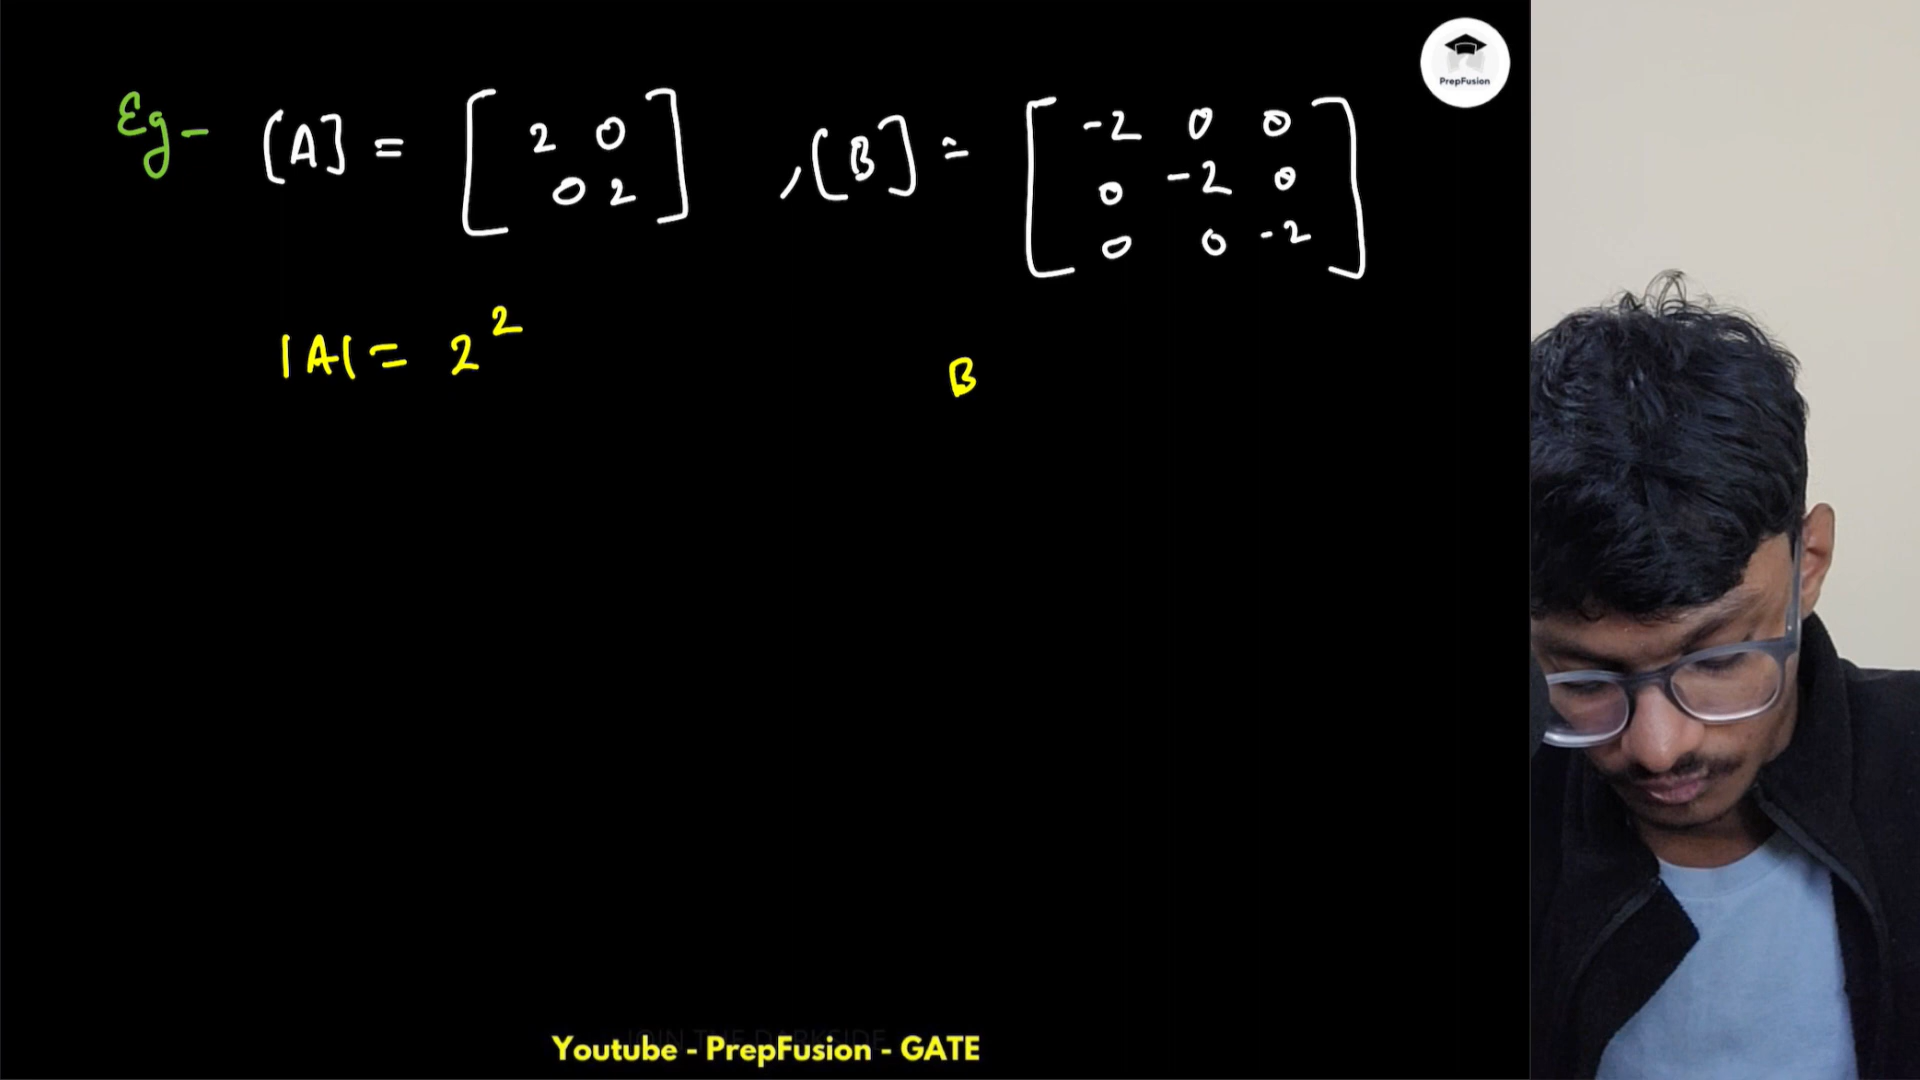 PrepFusion
Eg- [A] = [ 2 0 , [B] = [ -2 0 0
0 2 ] 0 -2 0
0 0 -2 ]
|A| = 2²
B
Youtube - PrepFusion - GATE